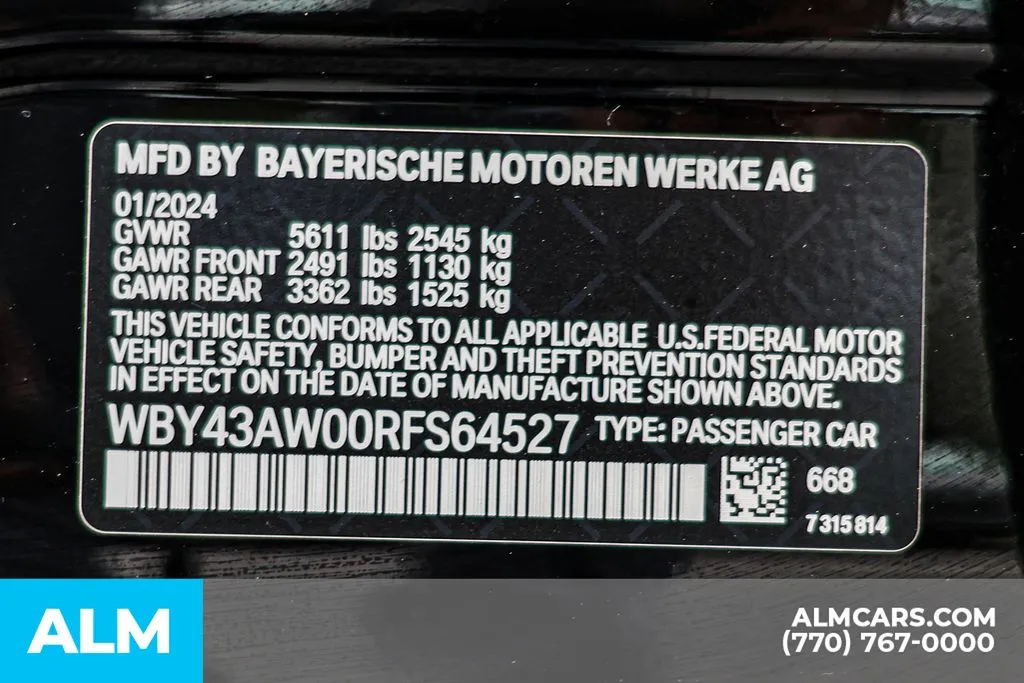 MFD BY BAYERISCHE MOTOREN WERKE AG
01/2024
GVWR 5611 lbs 2545 kg
GAWR FRONT 2491 lbs 1130 kg
GAWR REAR 3362 lbs 1525 kg
THIS VEHICLE CONFORMS TO ALL APPLICABLE U.S.FEDERAL MOTOR
VEHICLE SAFETY, BUMPER AND THEFT PREVENTION STANDARDS
IN EFFECT ON THE DATE OF MANUFACTURE SHOWN ABOVE.
WBY43AW00RFS64527 TYPE: PASSENGER CAR
668
7315814
ALM
ALMCARS.COM
(770) 767-0000